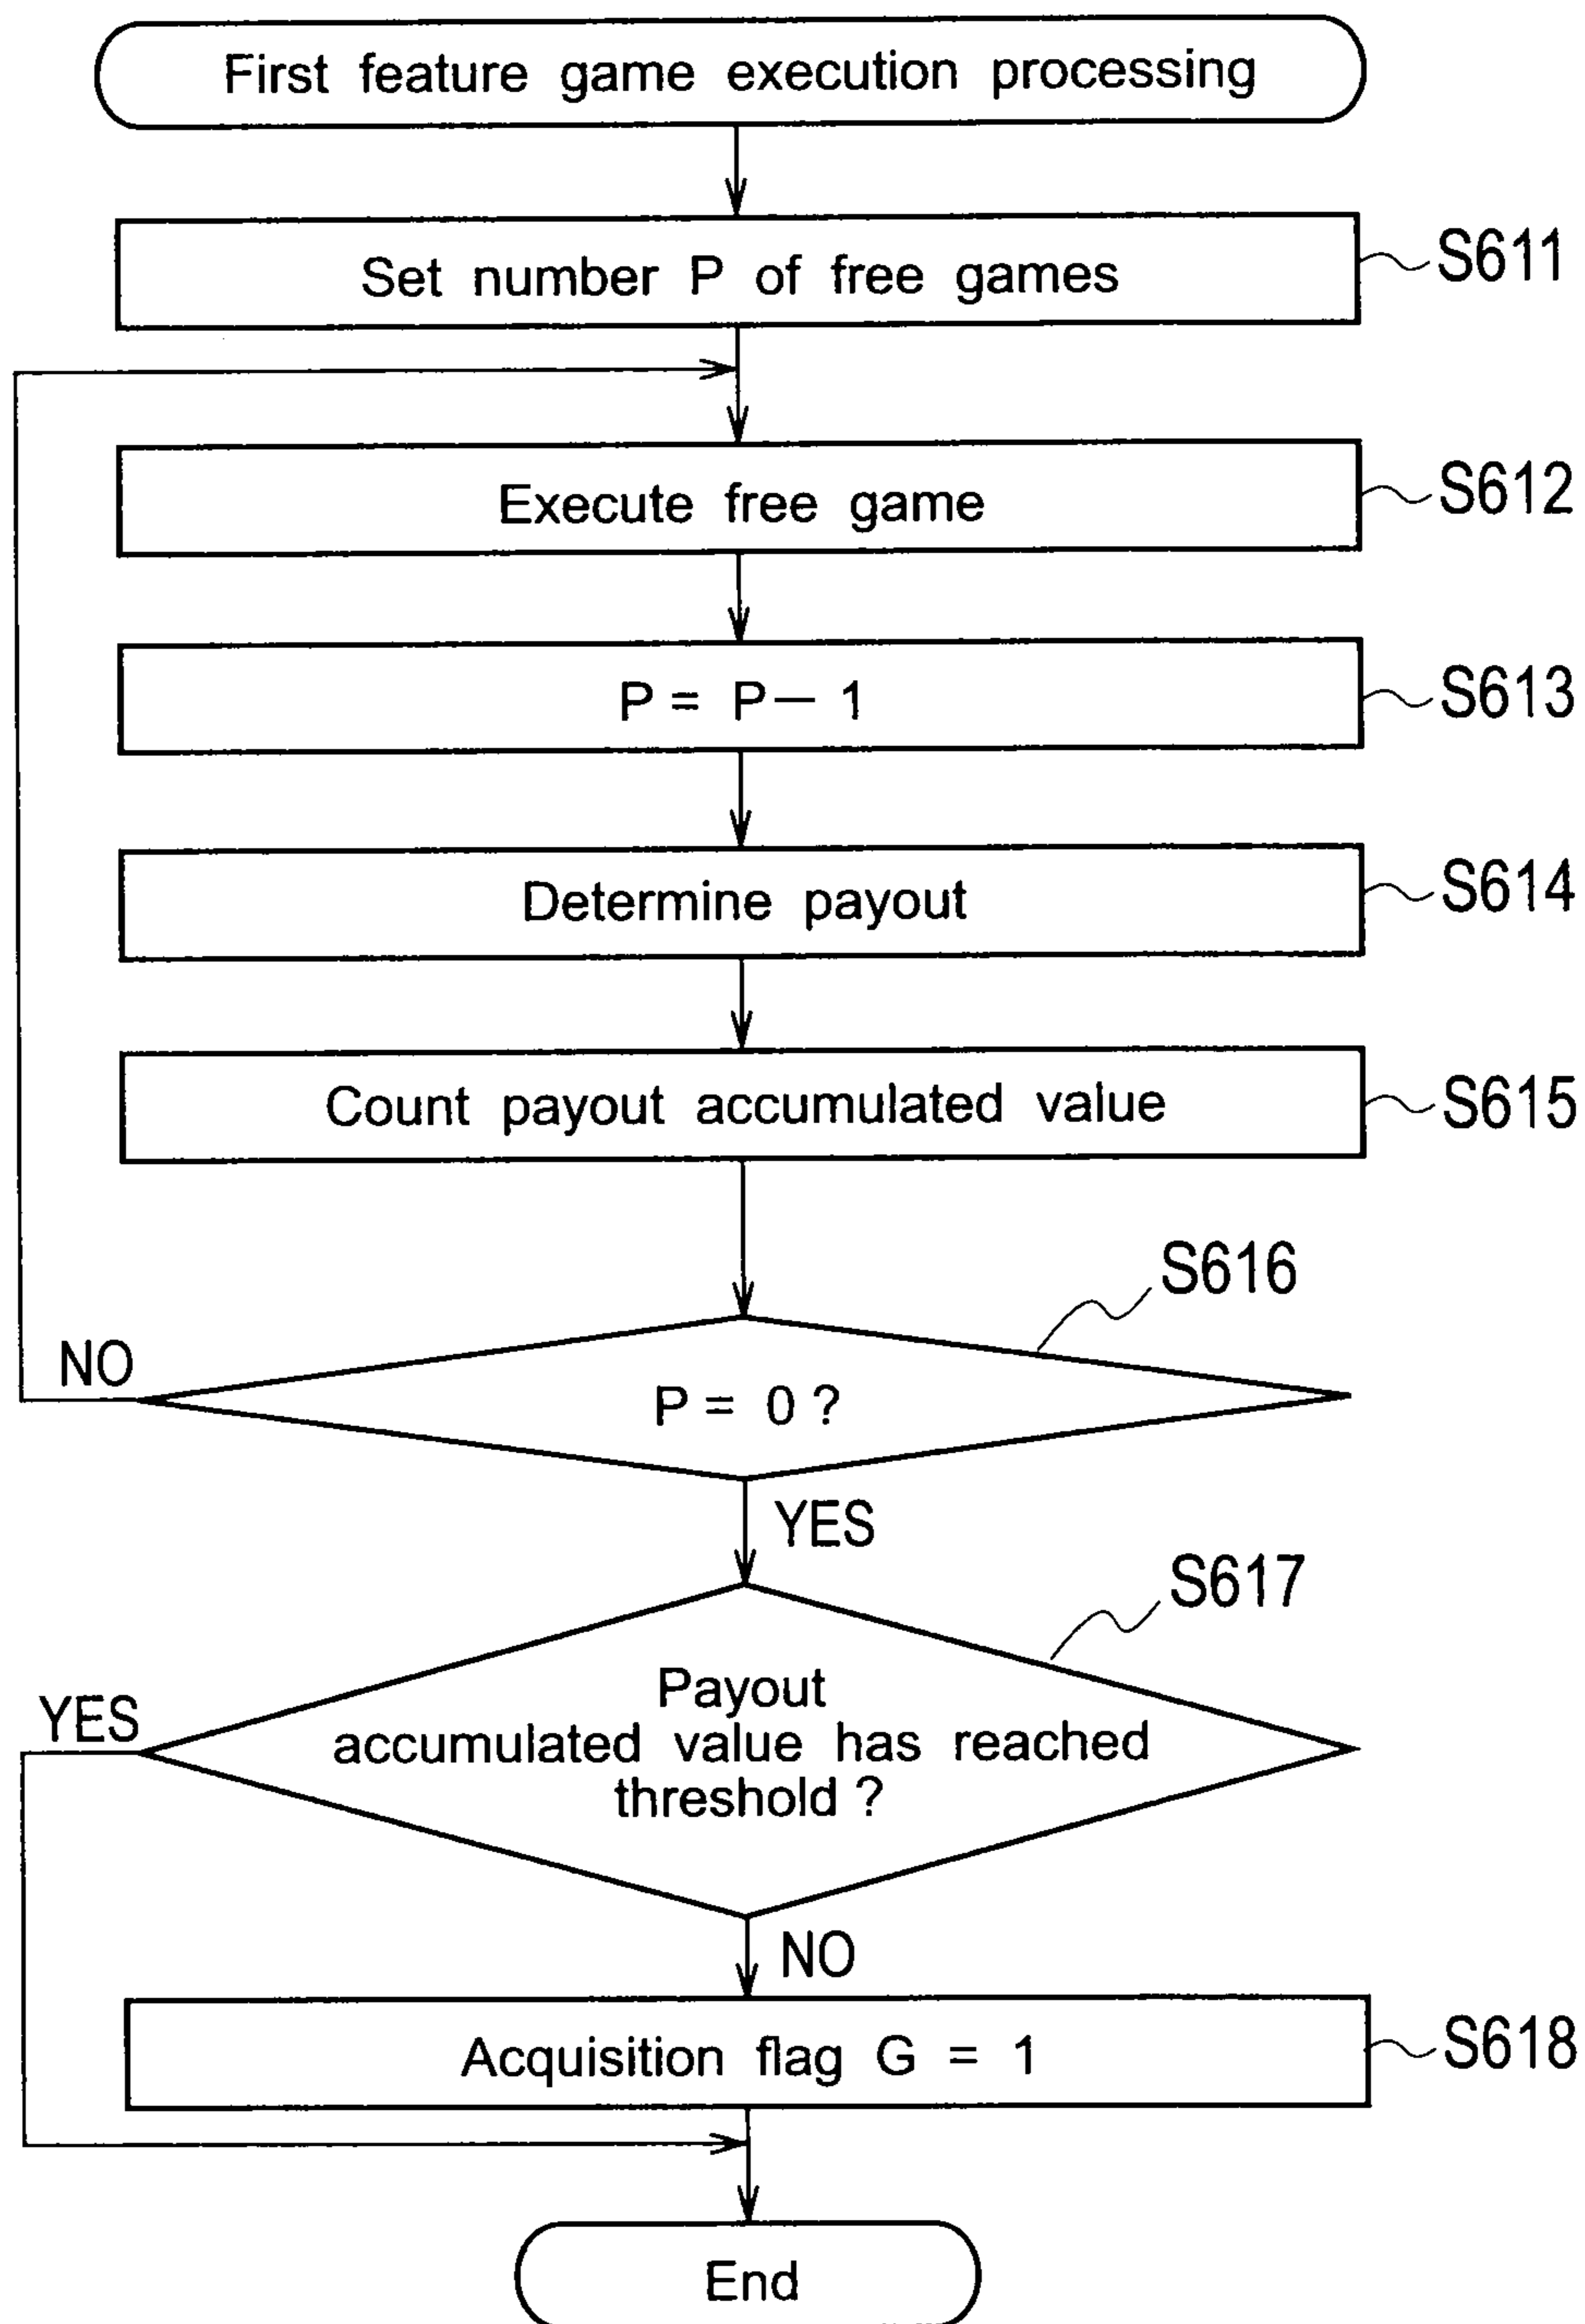 First feature game execution processing
Set number P of free games
S611
Execute free game
S612
P = P — 1
S613
Determine payout
S614
Count payout accumulated value
S615
S616
NO
P = 0 ?
YES
S617
YES
Payout
accumulated value has reached
threshold ?
NO
Acquisition flag G = 1
S618
End